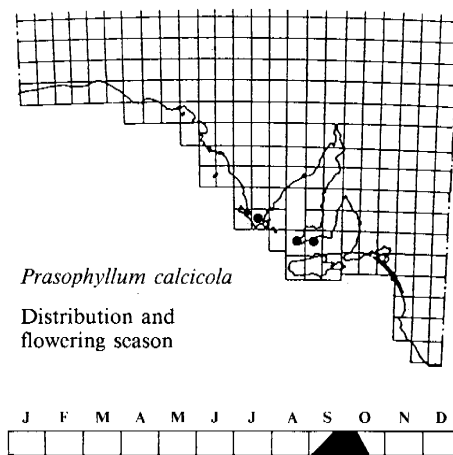 Prasophyllum calcicola
Distribution and
flowering season
J F M A M J J A S O N D